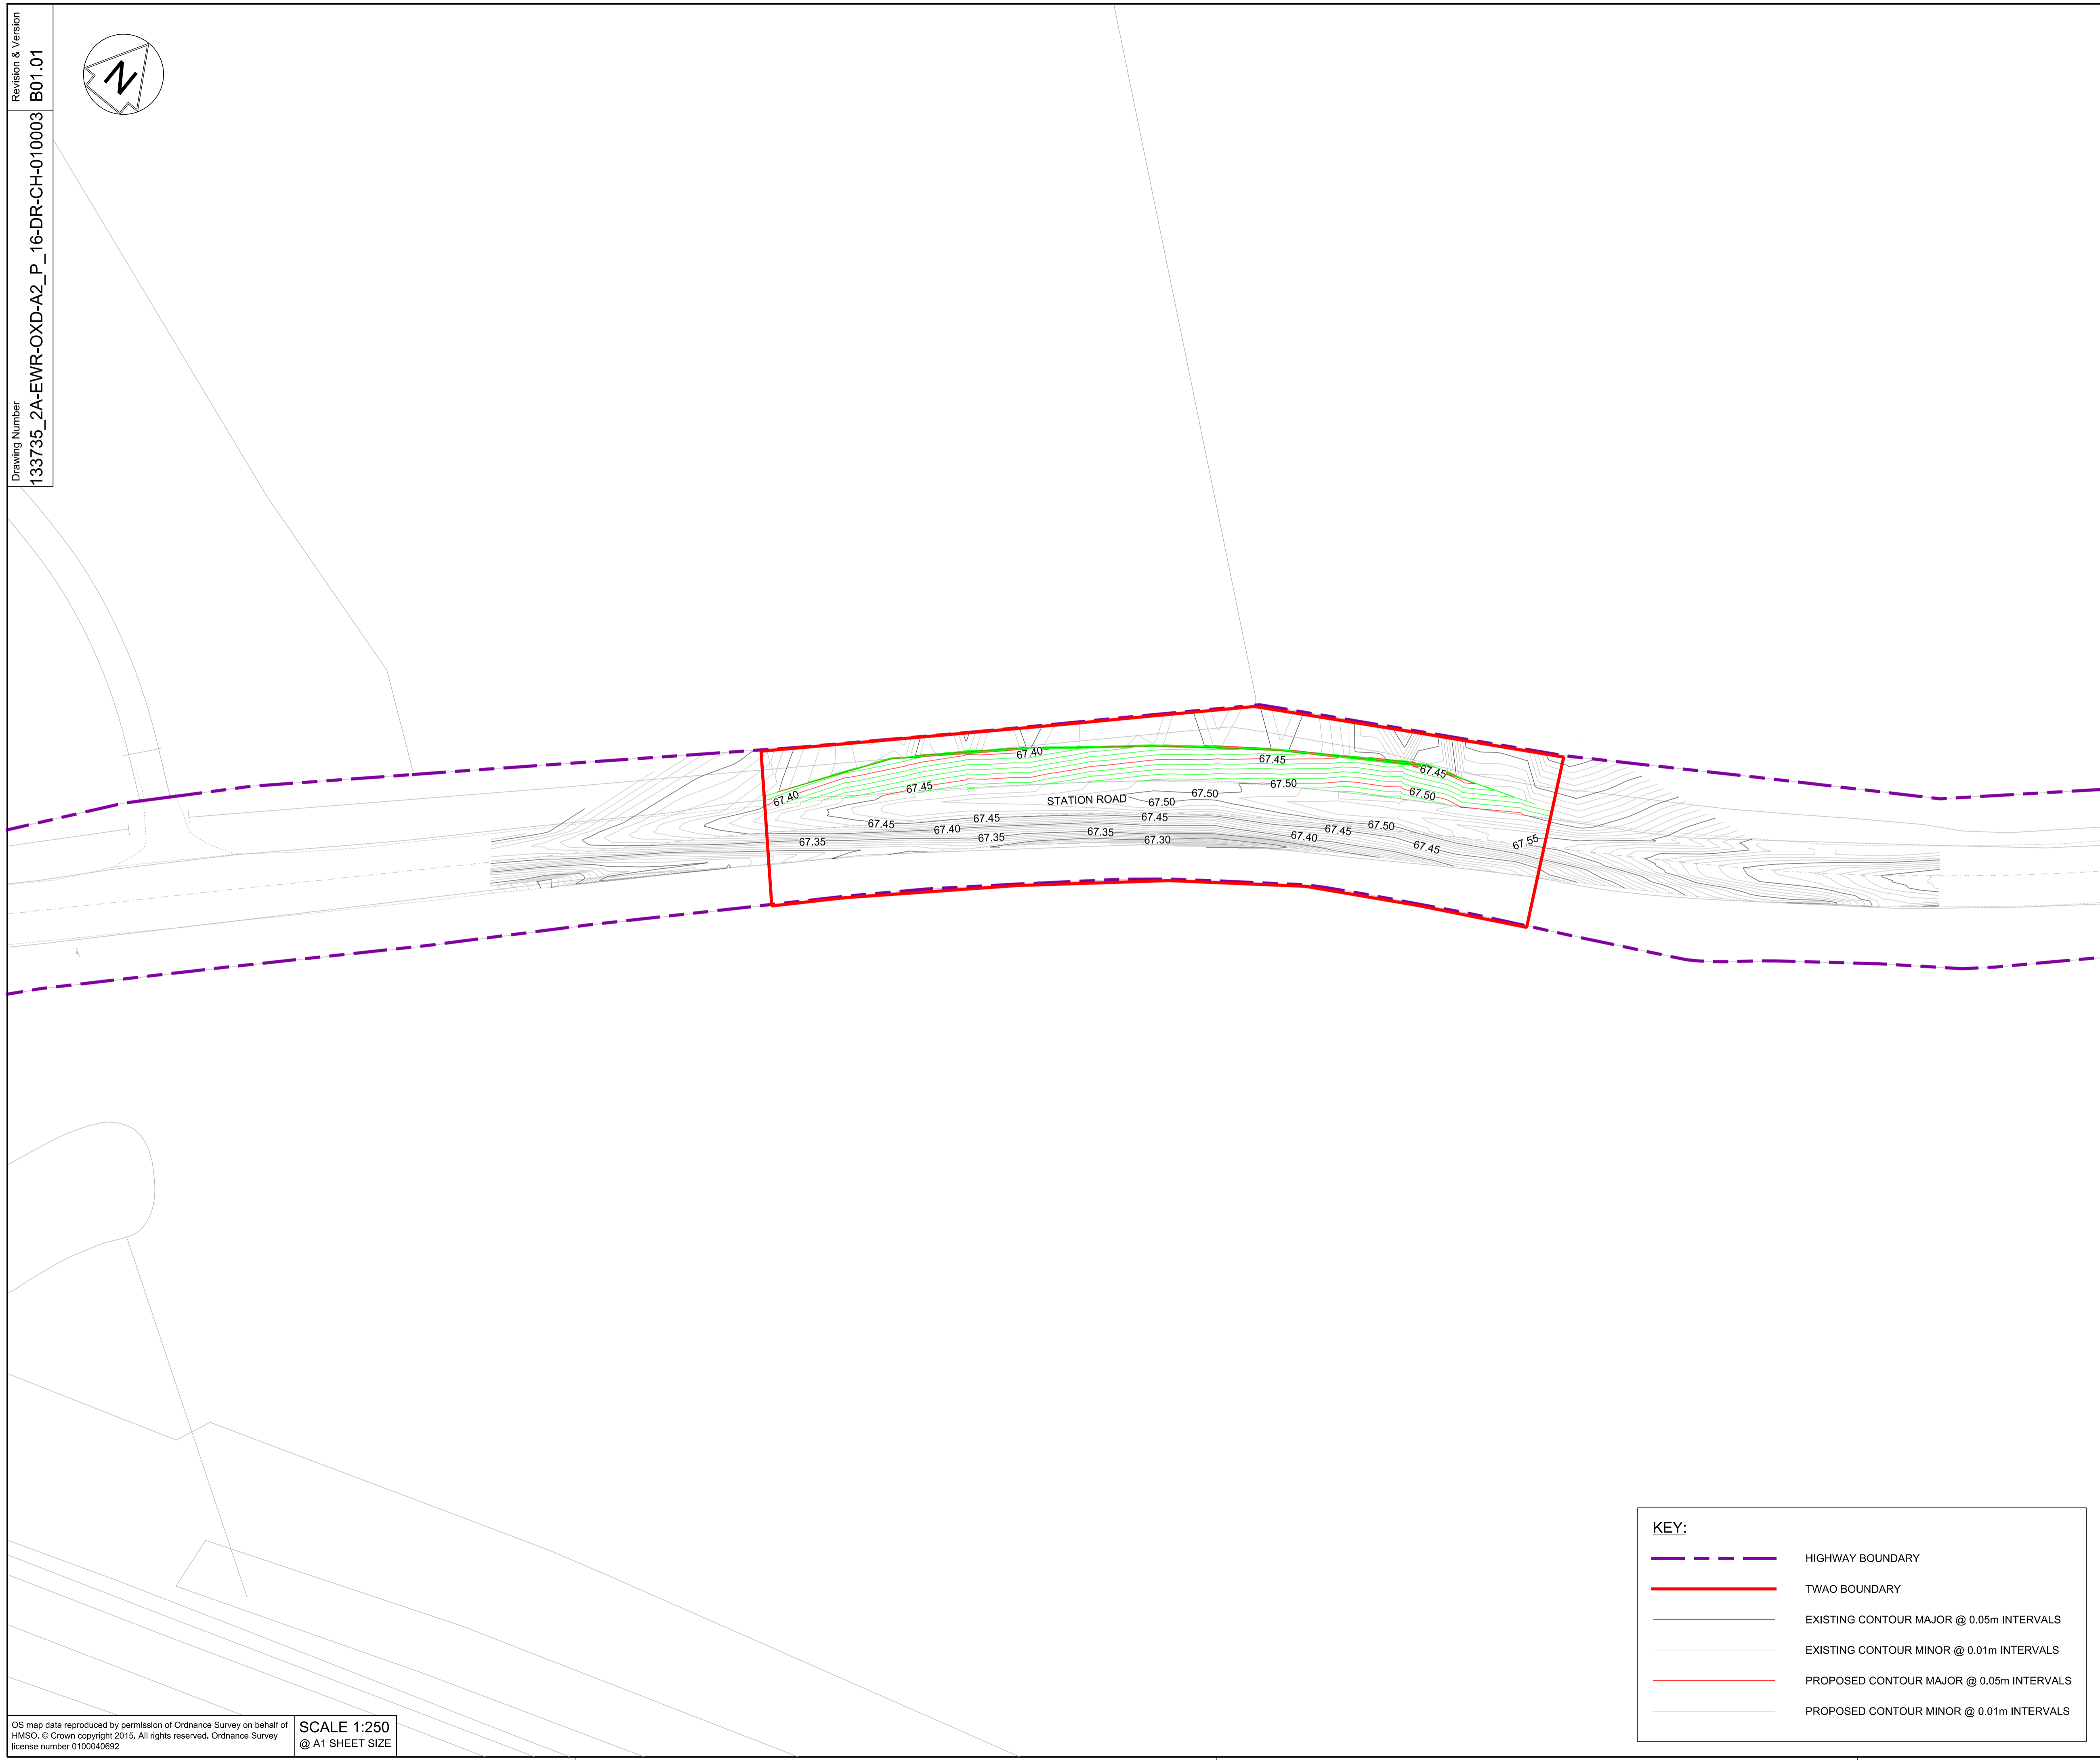 Revision & Version
B01.01
Drawing Number
133735_2A-EWR-OXD-A2_P_16-DR-CH-010003
N
67.40
67.45
67.45
67.40
67.45
67.50
67.50
67.50
STATION ROAD
67.50
67.45
67.45
67.45
67.40
67.35
67.35
67.35
67.30
67.40
67.45
67.50
67.45
67.55
KEY:
HIGHWAY BOUNDARY
TWAO BOUNDARY
EXISTING CONTOUR MAJOR @ 0.05m INTERVALS
EXISTING CONTOUR MINOR @ 0.01m INTERVALS
PROPOSED CONTOUR MAJOR @ 0.05m INTERVALS
PROPOSED CONTOUR MINOR @ 0.01m INTERVALS
OS map data reproduced by permission of Ordnance Survey on behalf of
HMSO. © Crown copyright 2015. All rights reserved. Ordnance Survey
license number 0100040692
SCALE 1:250
@ A1 SHEET SIZE